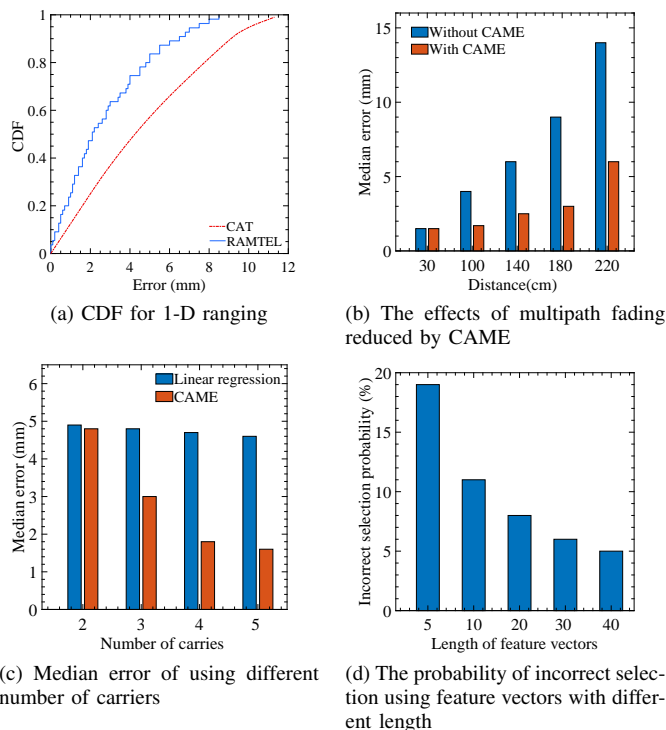 1
0.8
0.6
0.4
0.2
0
CDF
CAT
RAMTEL
0 2 4 6 8 10 12
Error (mm)
(a) CDF for 1-D ranging
15
10
5
0
Median error (mm)
Without CAME
With CAME
30 100 140 180 220
Distance(cm)
(b) The effects of multipath fading
reduced by CAME
6
5
4
3
2
1
0
Median error (mm)
Linear regression
CAME
2 3 4 5
Number of carries
(c) Median error of using different
number of carriers
20
15
10
5
0
Incorrect selection probability (%)
5 10 20 30 40
Length of feature vectors
(d) The probability of incorrect selec-
tion using feature vectors with differ-
ent length